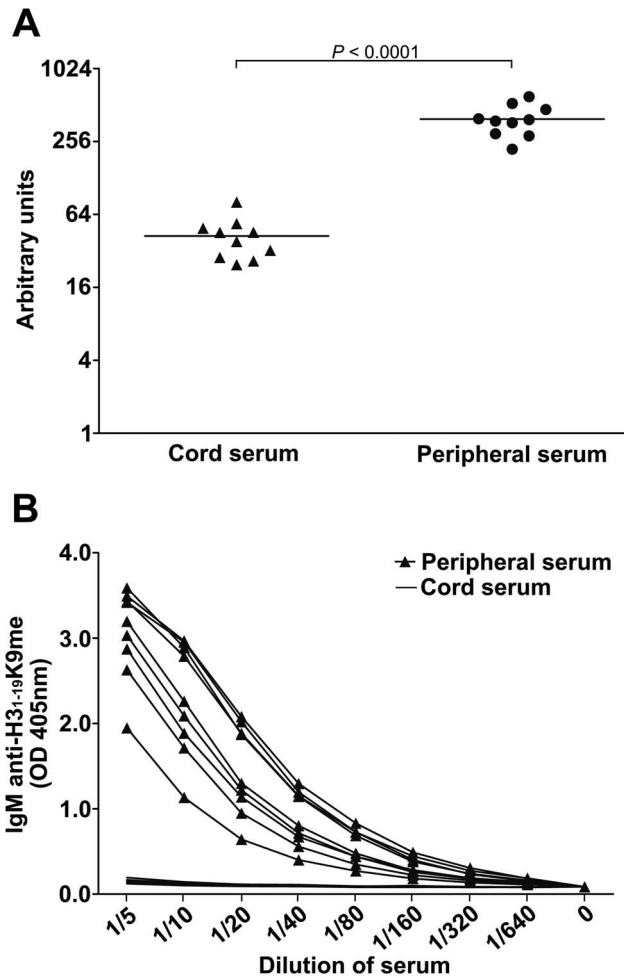 A
P < 0.0001
1024
256
64
16
4
1
Arbitrary units
Cord serum
Peripheral serum
B
Peripheral serum
Cord serum
4.0
3.0
2.0
1.0
0.0
IgM anti-H3₁₋₁₉K9me
(OD 405nm)
1/5
1/10
1/20
1/40
1/80
1/160
1/320
1/640
0
Dilution of serum